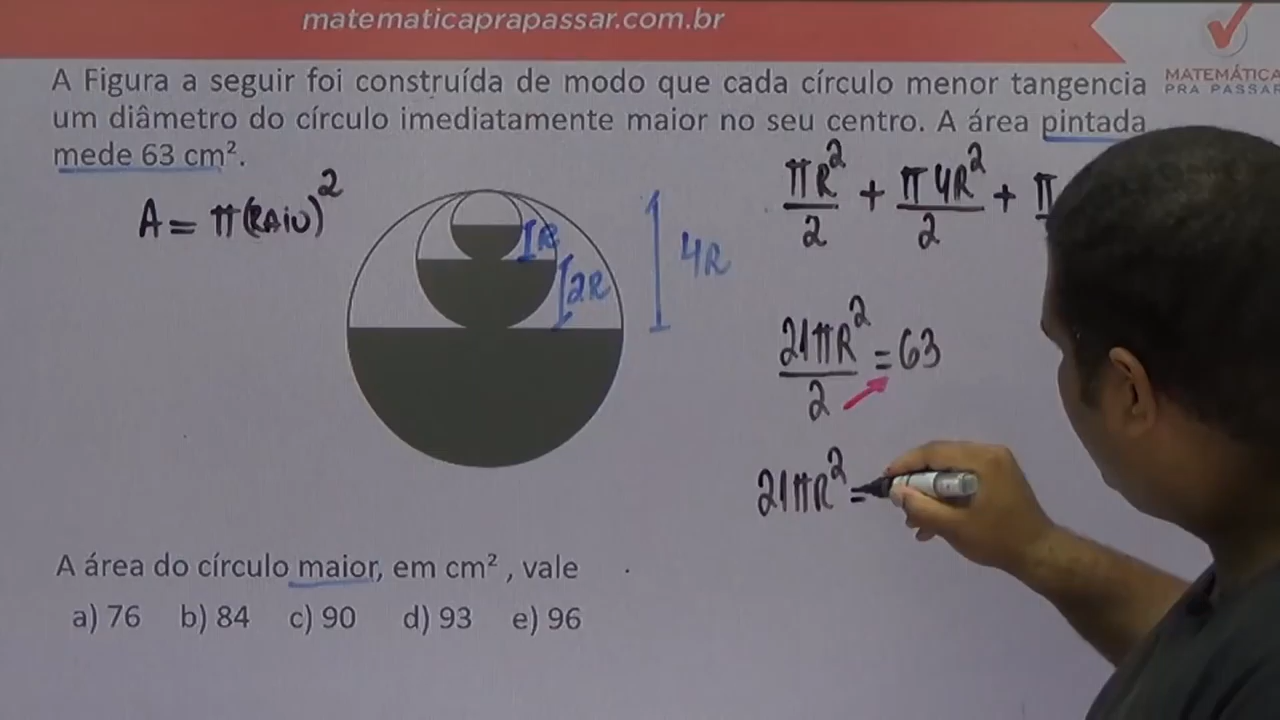 matematicaprapassar.com.br
MATEMÁTICA
PRA PASSAR
A Figura a seguir foi construída de modo que cada círculo menor tangencia
um diâmetro do círculo imediatamente maior no seu centro. A área pintada
mede 63 cm².
A = π(RAIO)²
R
2R
4R
πR²/2 + π4R²/2 + π
21πR²/2 = 63
21πR² =
A área do círculo maior, em cm² , vale .
a) 76 b) 84 c) 90 d) 93 e) 96